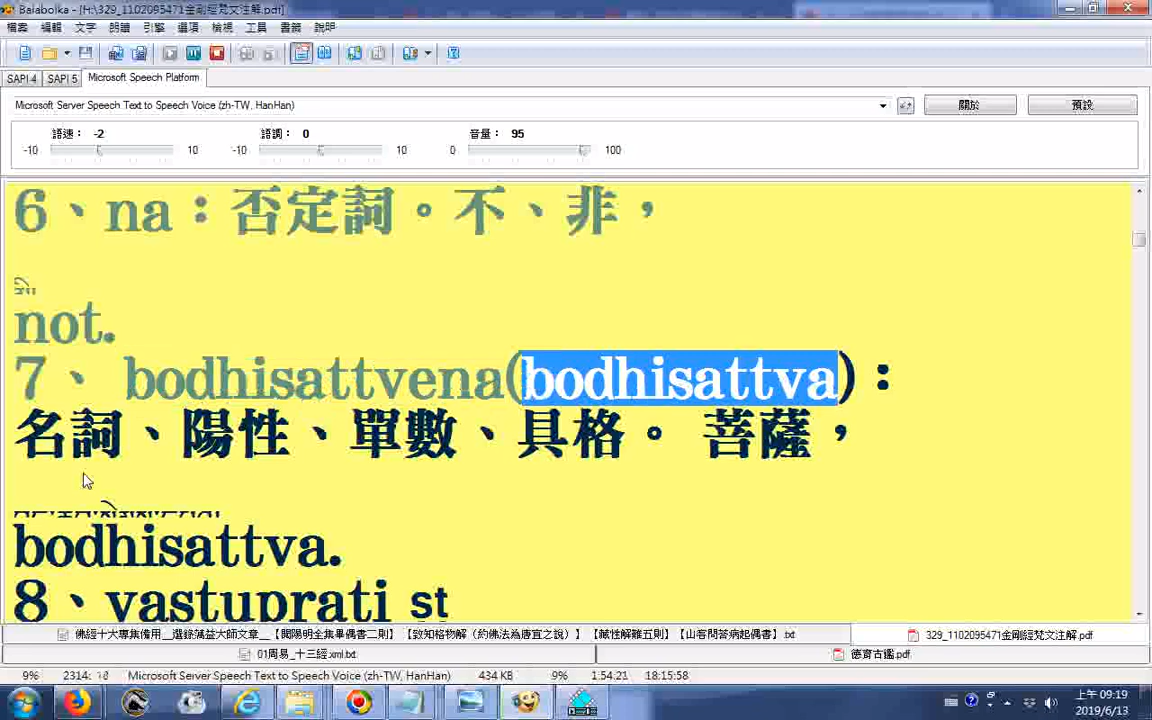 Balabolka - [H:\329_1102095471金剛經梵文注解.pdf]
檔案 編輯 文字 朗讀 引擎 選項 檢視 工具 書籤 說明
SAPI 4 SAPI 5 Microsoft Speech Platform
Microsoft Server Speech Text to Speech Voice (zh-TW, HanHan) 關於 預設
語速： -2 語調： 0 音量： 95
-10 10 -10 10 0 100
6、na：否定詞。不、非，
not.
7、 bodhisattvena(bodhisattva)：
名詞、陽性、單數、具格。 菩薩，
bodhisattva.
8、vastuprati st
佛經十大專集備用__選錄蕅益大師文章__【閱陽明全集畢偶書二則】【致知格物解（約佛法為唐宜之說）】【鹹性解難五則】【山客問答病起偶書】.txt 329_1102095471金剛經梵文注解.pdf
01周易_十三經.xml.txt 德育古鑑.pdf
9% 2314: 18 Microsoft Server Speech Text to Speech Voice (zh-TW, HanHan) 434 KB 9% 1:54:21 18:15:58
上午 09:19
2019/6/13